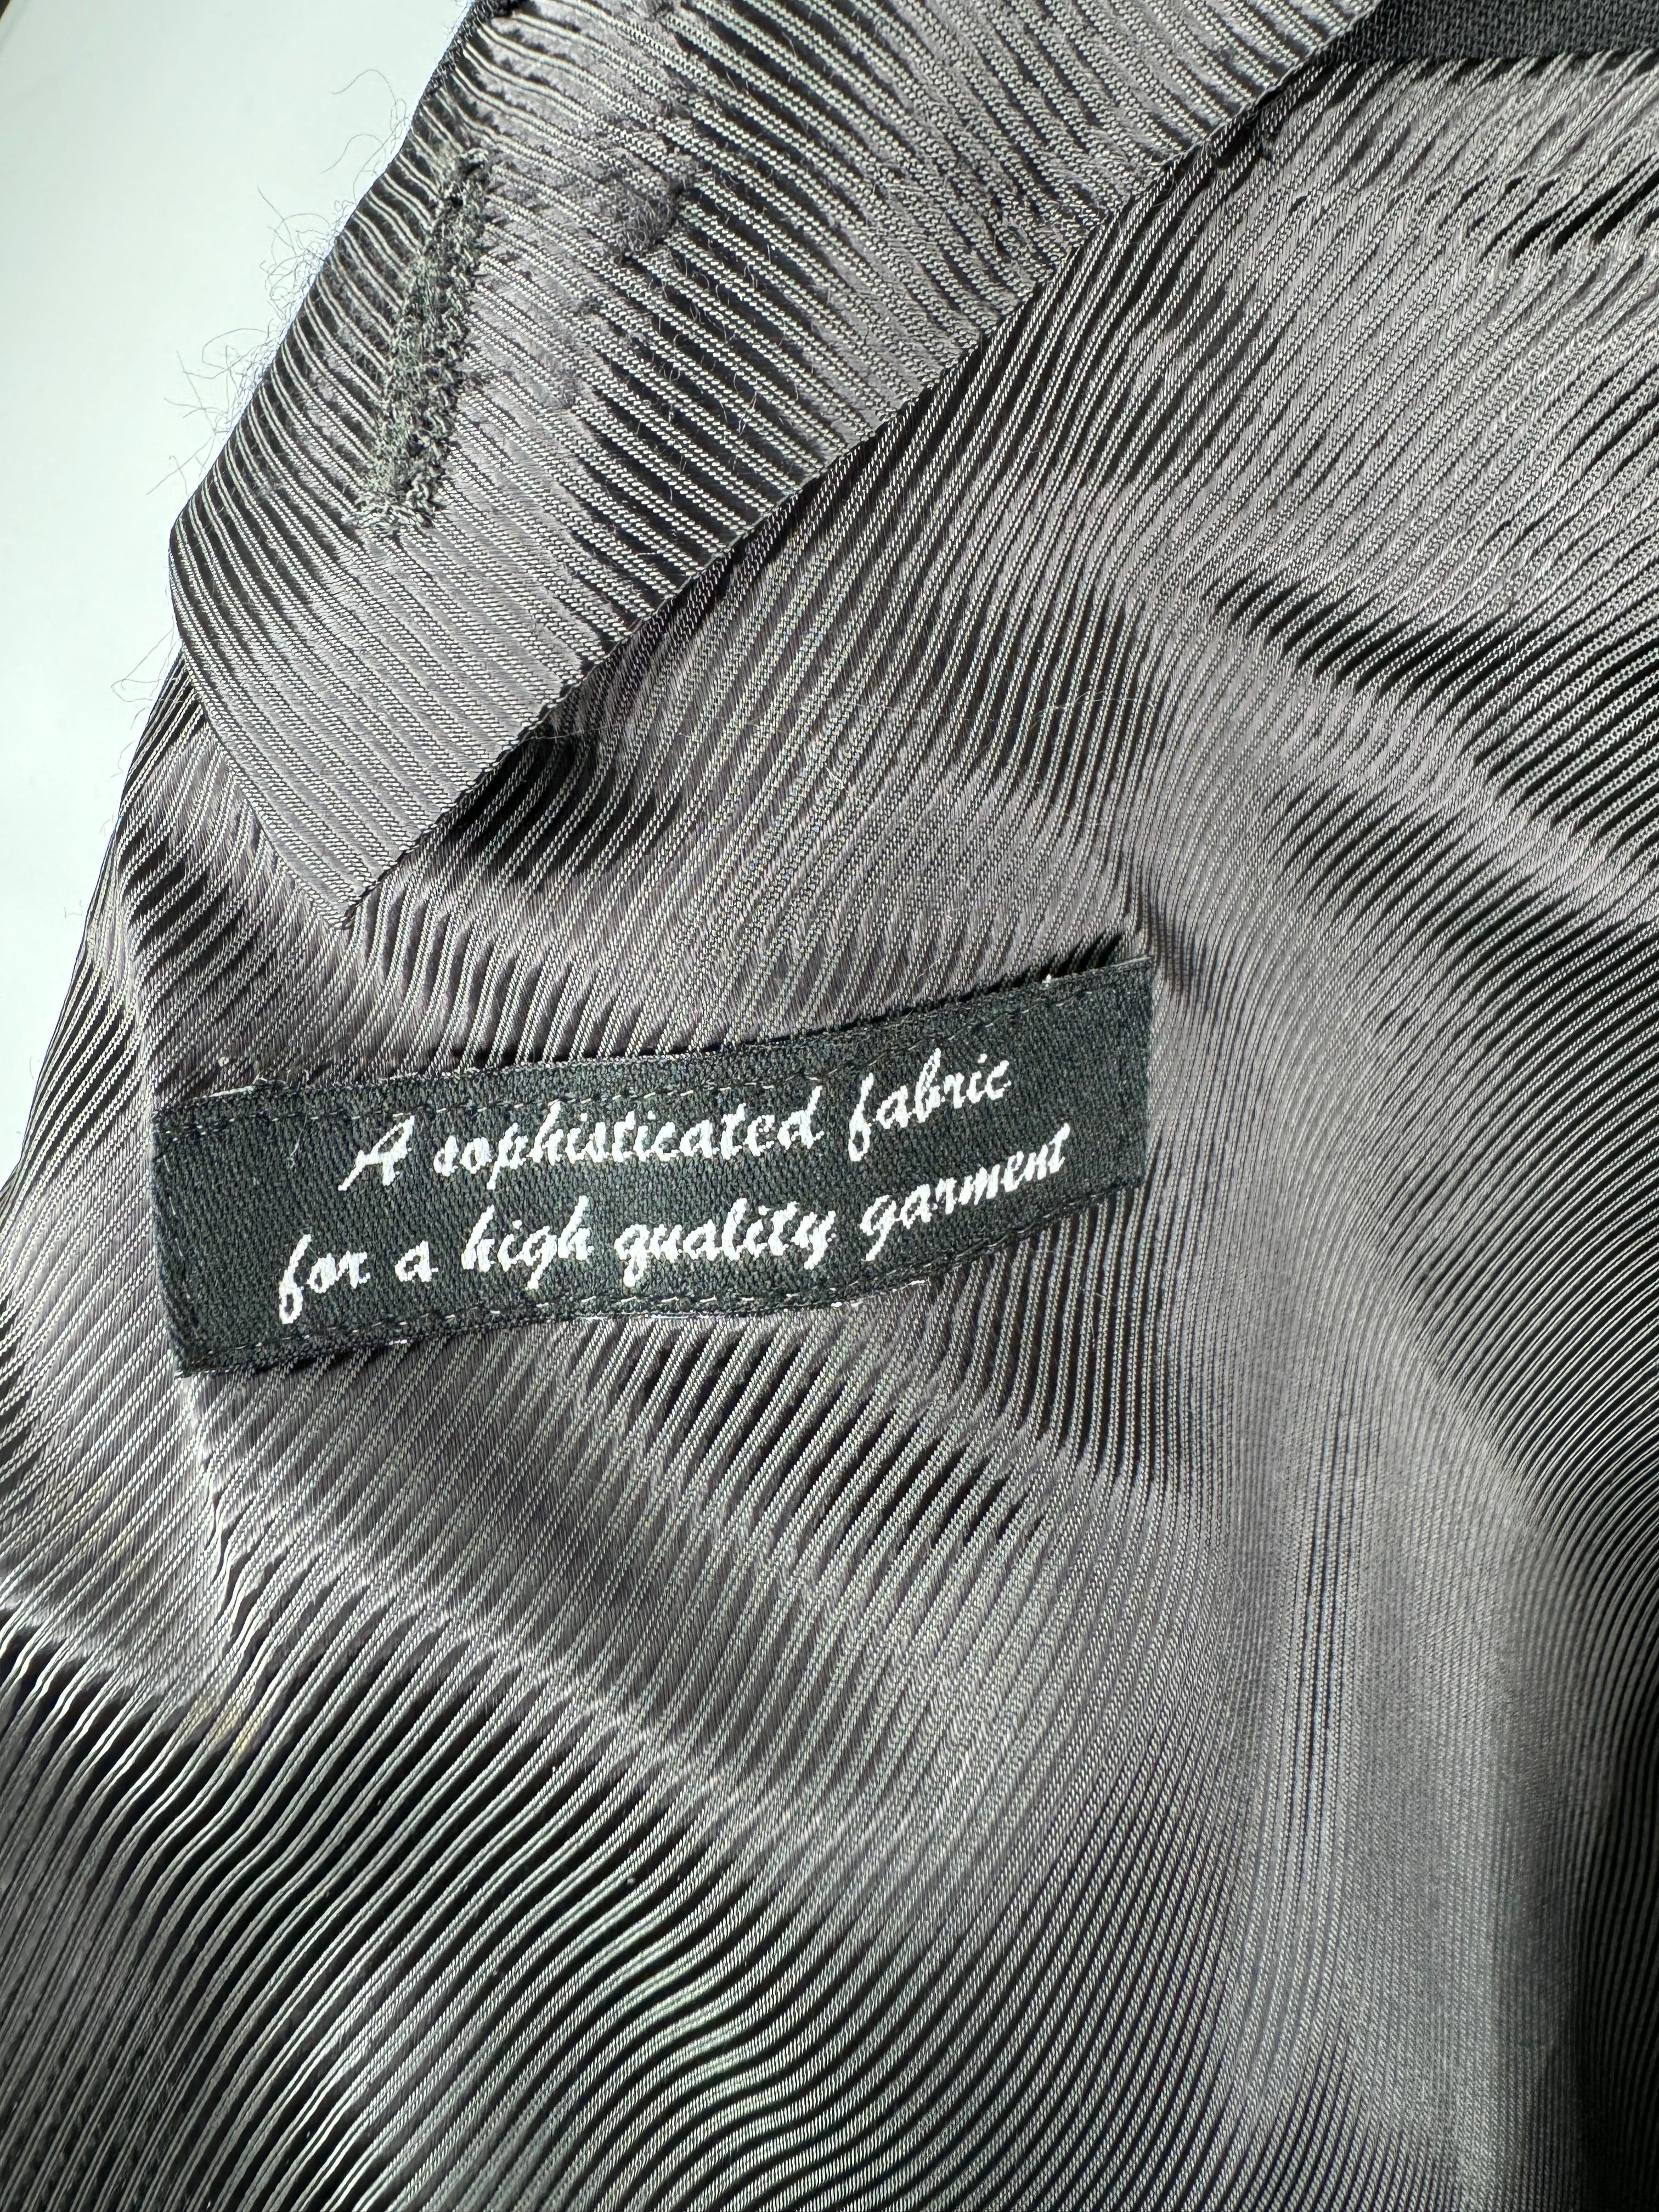 A sophisticated fabric
for a high quality garment